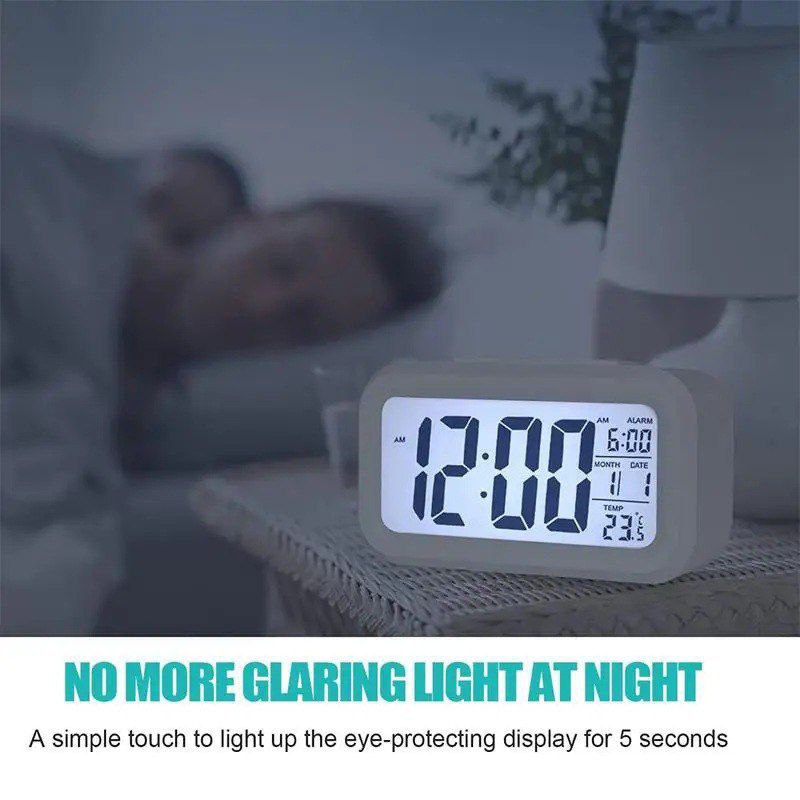 AM 12:00
AM ALARM
6:00
MONTH DATE
1/ 1
TEMP
23.5 °C
NO MORE GLARING LIGHT AT NIGHT
A simple touch to light up the eye-protecting display for 5 seconds